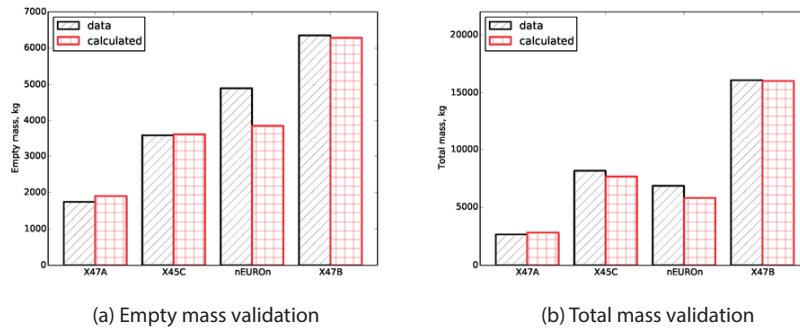 7000
6000
5000
4000
3000
2000
1000
0
Empty mass, kg
data
calculated
X47A X45C nEUROn X47B
(a) Empty mass validation
20000
15000
10000
5000
0
Total mass, kg
data
calculated
X47A X45C nEUROn X47B
(b) Total mass validation